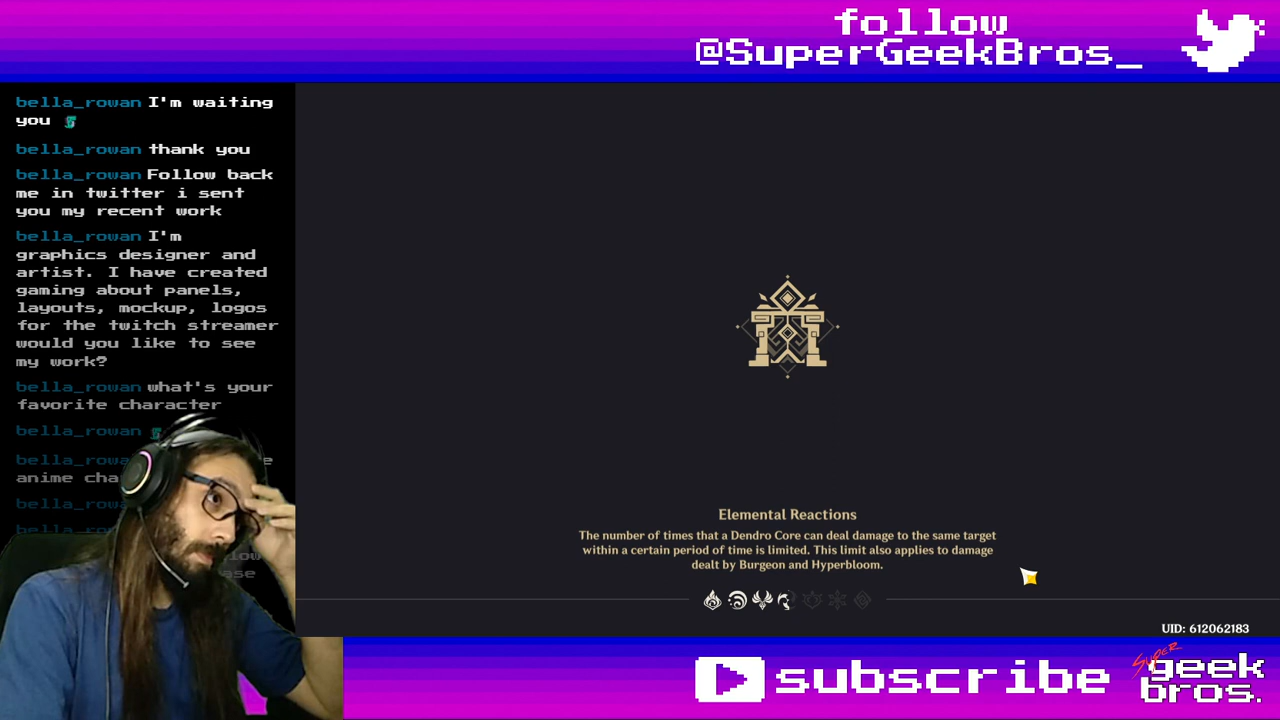 follow
@SuperGeekBros_
bella_rowan I'm waiting
you
bella_rowan thank you
bella_rowan Follow back
me in twitter i sent
you my recent work
bella_rowan I'm
graphics designer and
artist. I have created
gaming about panels,
layouts, mockup, logos
for the twitch streamer
would you like to see
my work?
bella_rowan what's your
favorite character
bella_rowan
anime
Elemental Reactions
The number of times that a Dendro Core can deal damage to the same target
within a certain period of time is limited. This limit also applies to damage
dealt by Burgeon and Hyperbloom.
UID: 612062183
subscribe
SUPER
geek
bros.